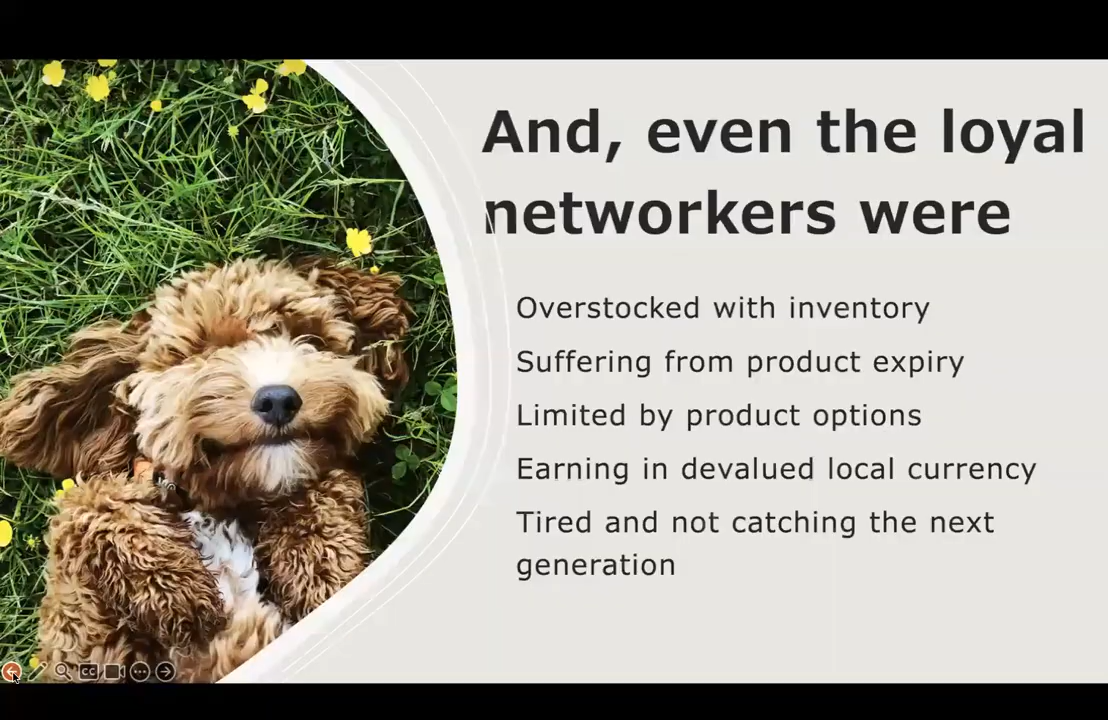 And, even the loyal
networkers were
Overstocked with inventory
Suffering from product expiry
Limited by product options
Earning in devalued local currency
Tired and not catching the next
generation
CC